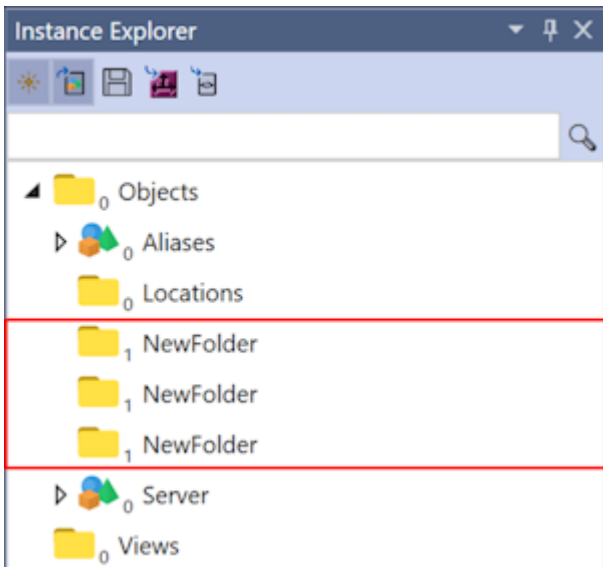 Instance Explorer
0 Objects
0 Aliases
0 Locations
1 NewFolder
1 NewFolder
1 NewFolder
0 Server
0 Views